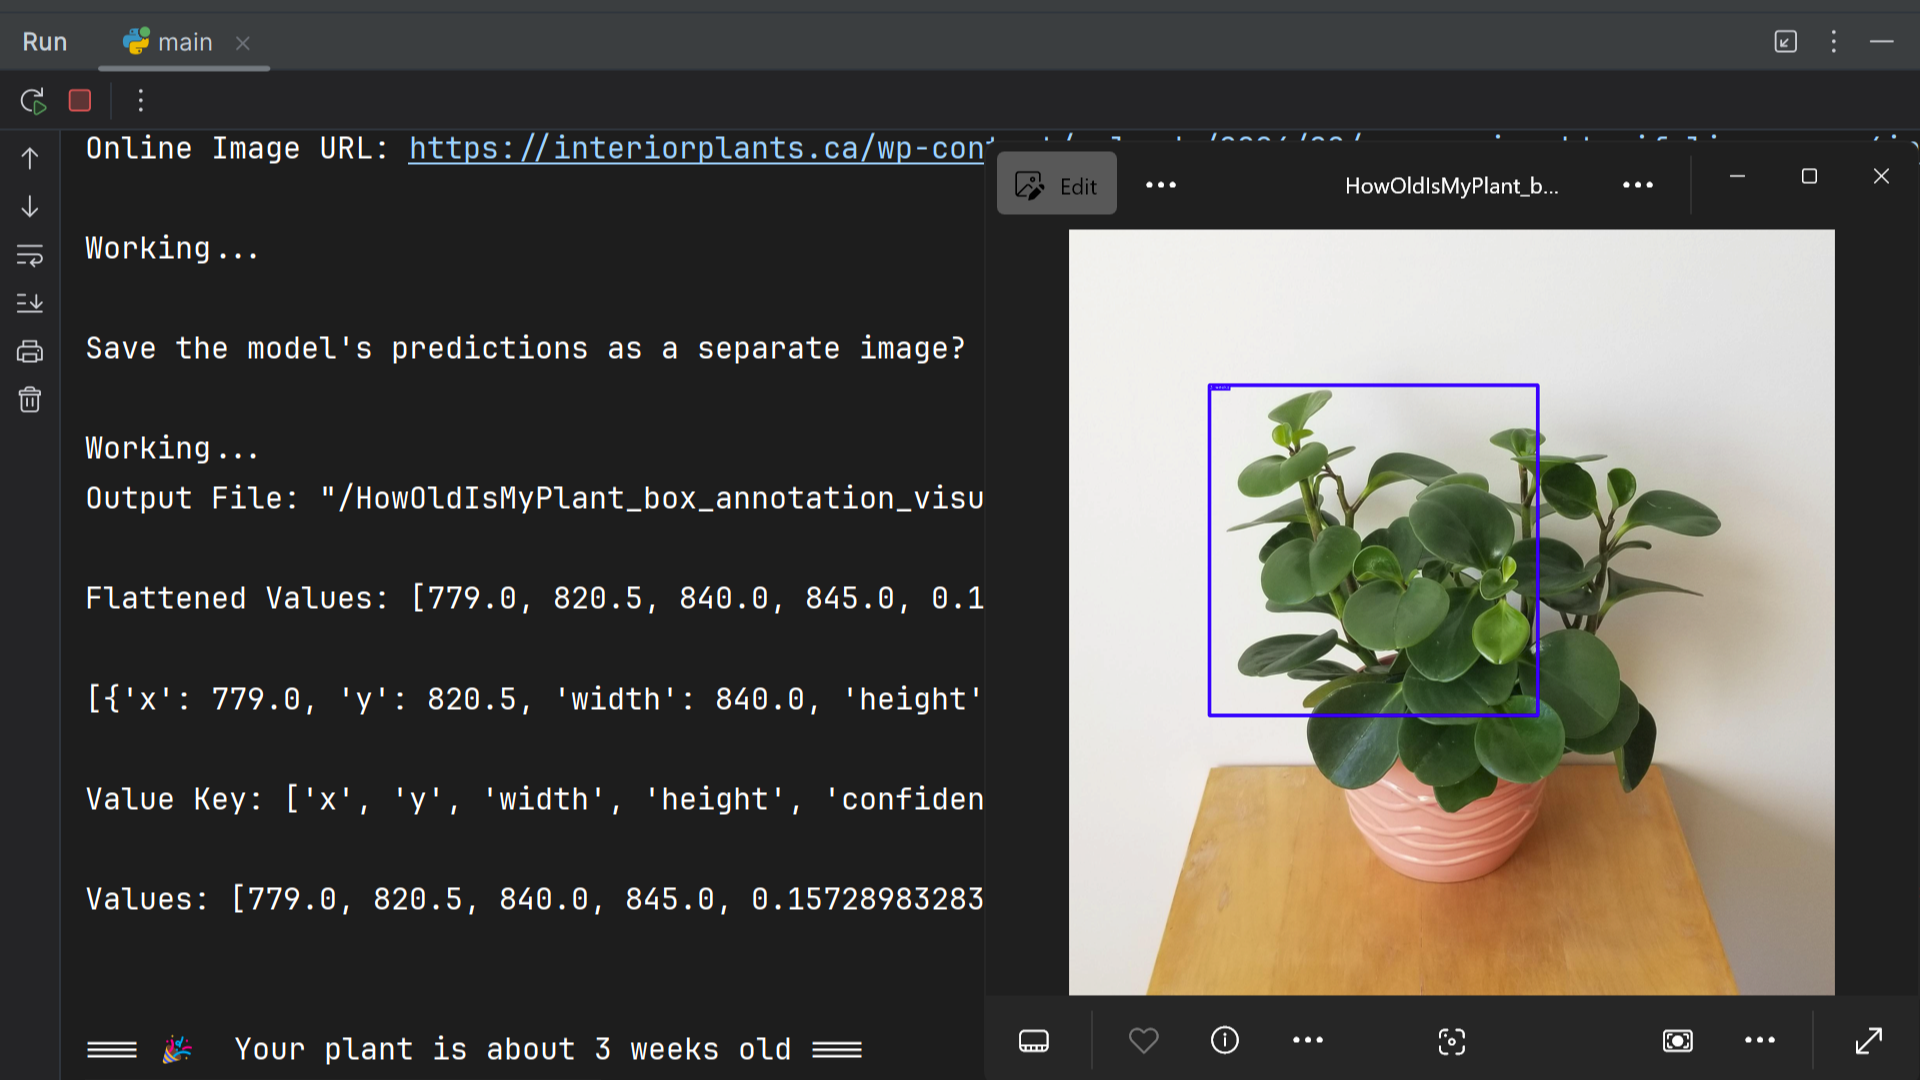 Run main
Online Image URL: https://interiorplants.ca/wp-con
Working...
Save the model's predictions as a separate image?
Working...
Output File: "/HowOldIsMyPlant_box_annotation_visu
Flattened Values: [779.0, 820.5, 840.0, 845.0, 0.1
[{'x': 779.0, 'y': 820.5, 'width': 840.0, 'height'
Value Key: ['x', 'y', 'width', 'height', 'confiden
Values: [779.0, 820.5, 840.0, 845.0, 0.15728983283
Your plant is about 3 weeks old
Edit
HowOldIsMyPlant_b...